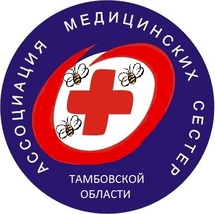 АССОЦИАЦИЯ МЕДИЦИНСКИХ СЕСТЕР
ТАМБОВСКОЙ
ОБЛАСТИ